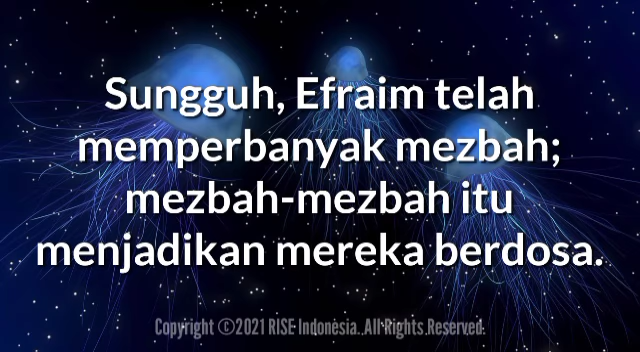 Sungguh, Efraim telah
memperbanyak mezbah;
mezbah-mezbah itu
menjadikan mereka berdosa.
Copyright ©2021 RISE Indonesia. All Rights Reserved.